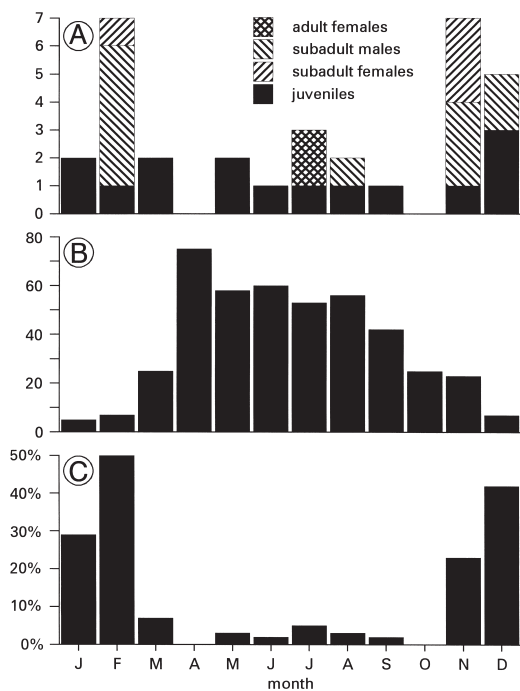 7
A
adult females
6
subadult males
5
subadult females
4
juveniles
3
2
1
0
80
B
60
40
20
0
50%
C
40%
30%
20%
10%
0%
J F M A M J J A S O N D
month